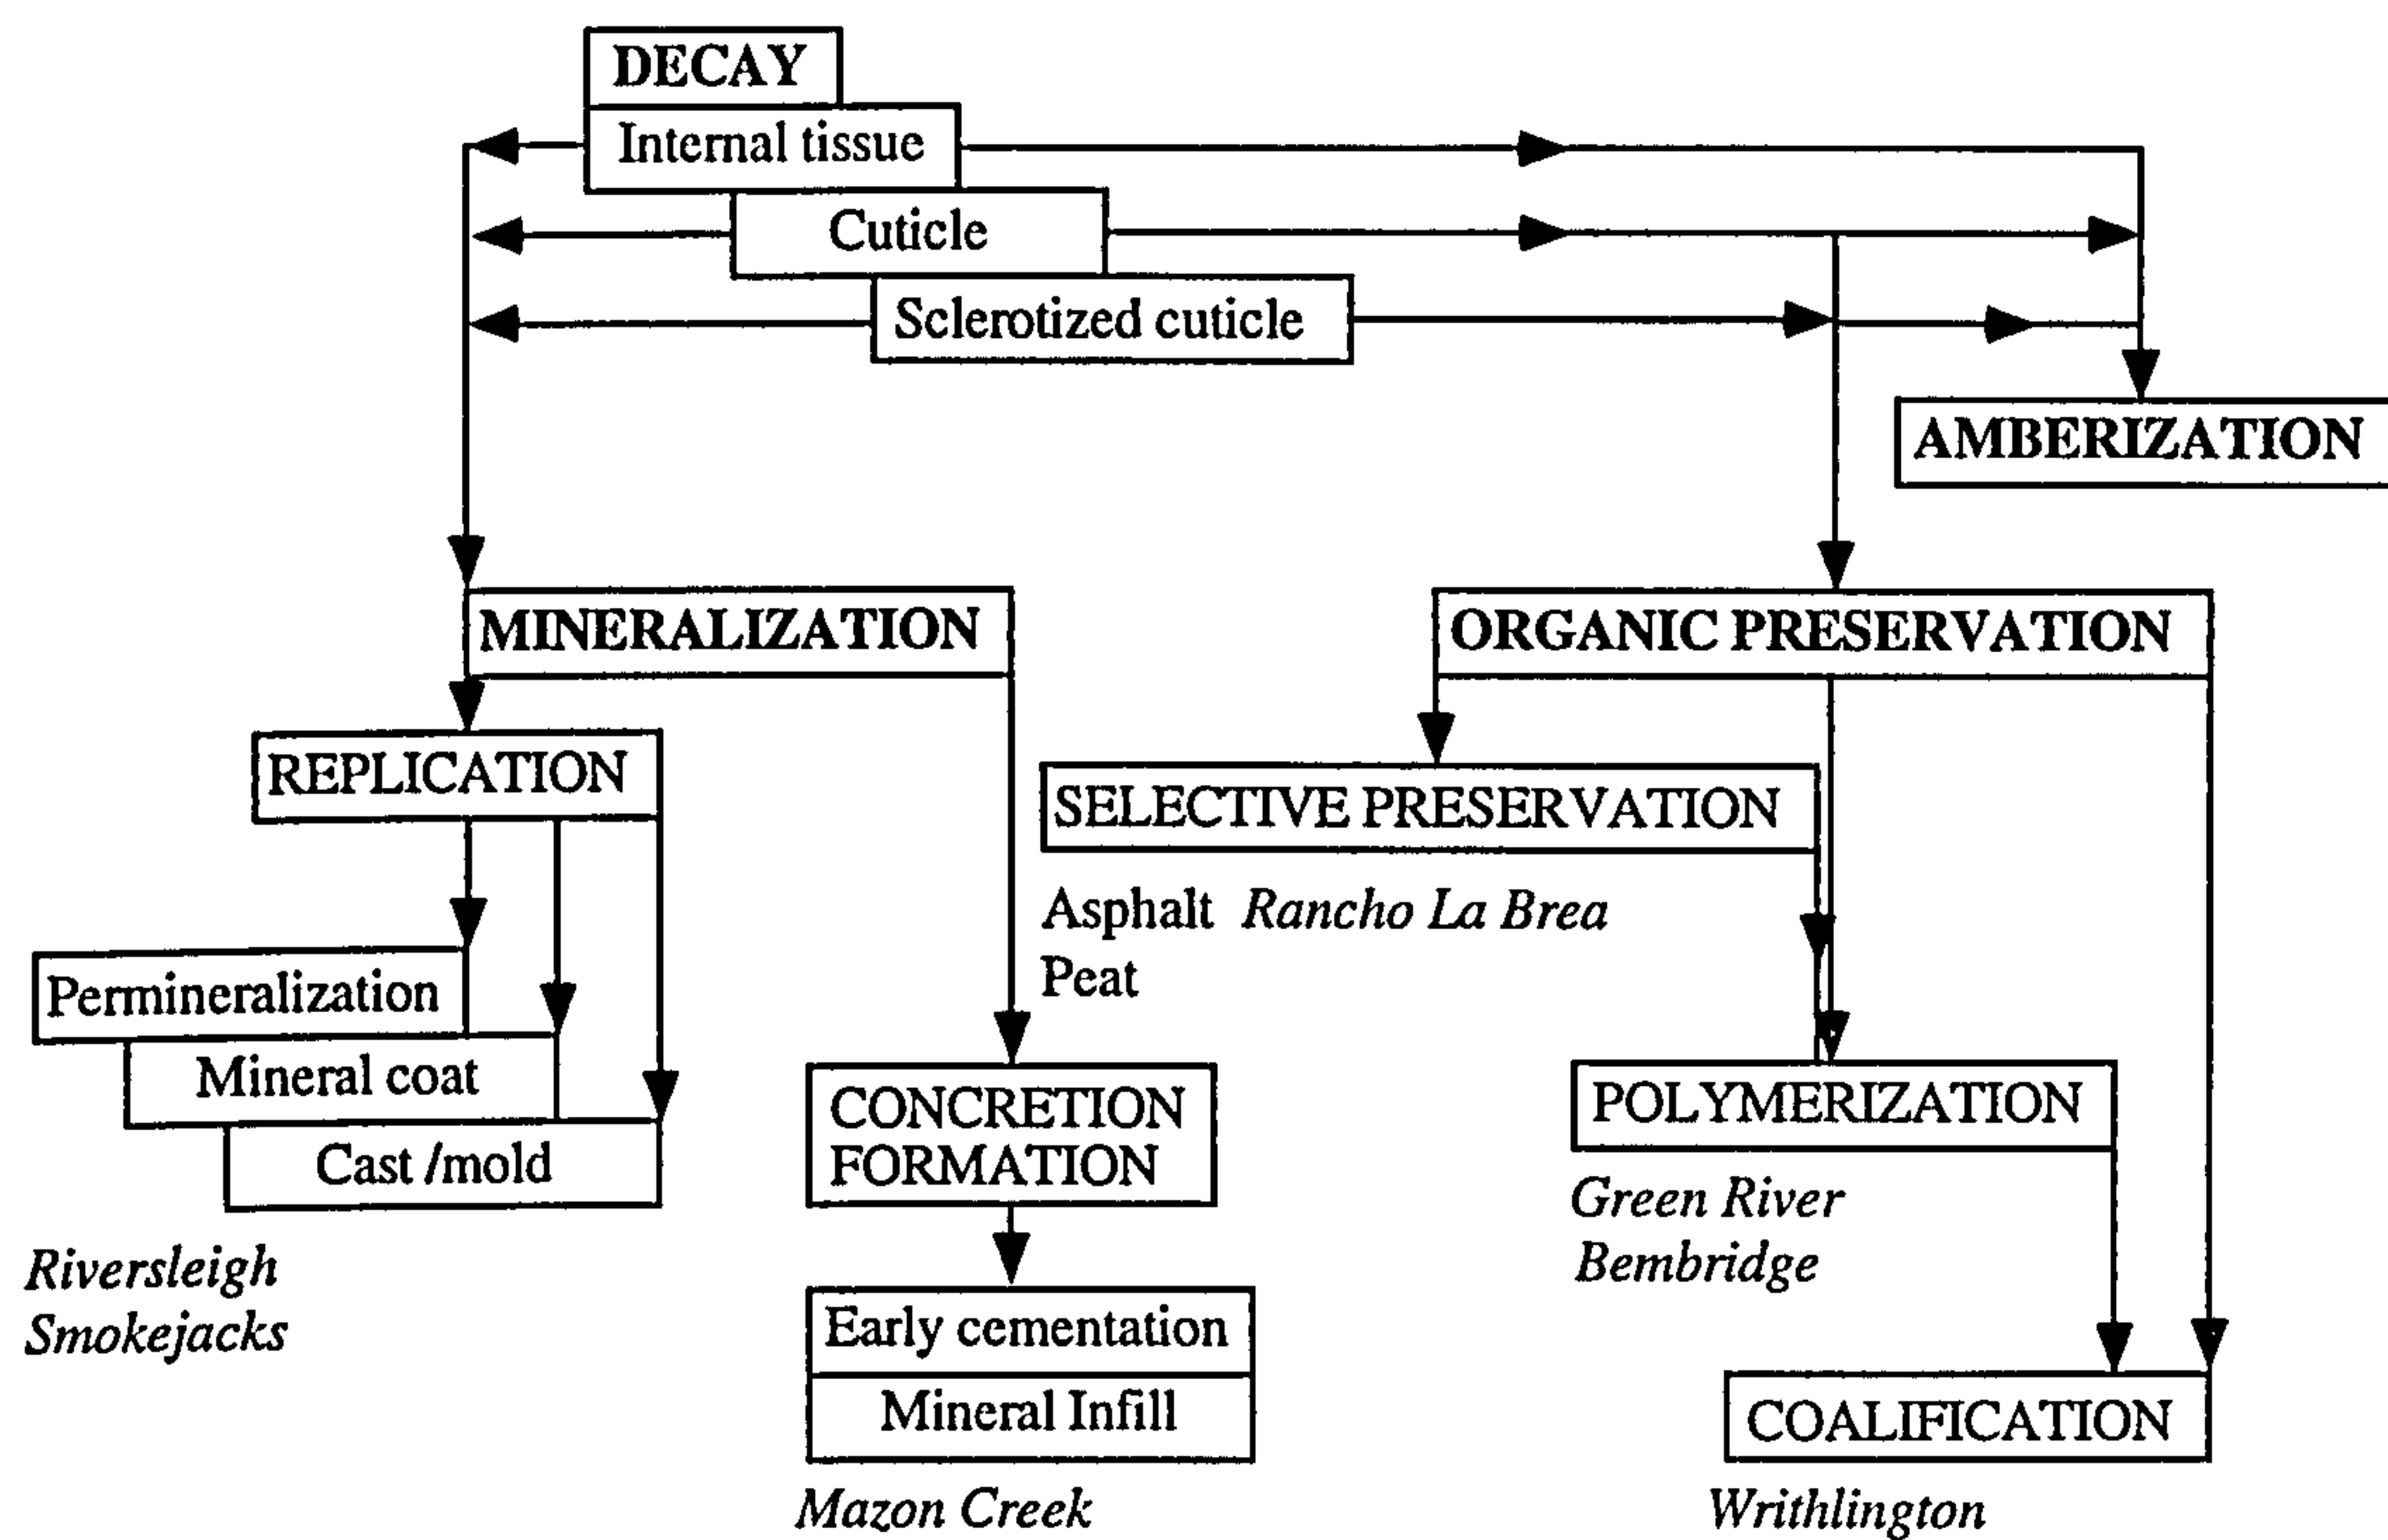 DECAY
Internal tissue
Cuticle
Sclerotized cuticle
AMBERIZATION
MINERALIZATION
ORGANIC PRESERVATION
REPLICATION
SELECTIVE PRESERVATION
Asphalt Rancho La Brea
Peat
Permineralization
Mineral coat
Cast /mold
CONCRETION
FORMATION
POLYMERIZATION
Green River
Bembridge
Riversleigh
Smokejacks
Early cementation
Mineral Infill
COALIFICATION
Mazon Creek
Writhlington